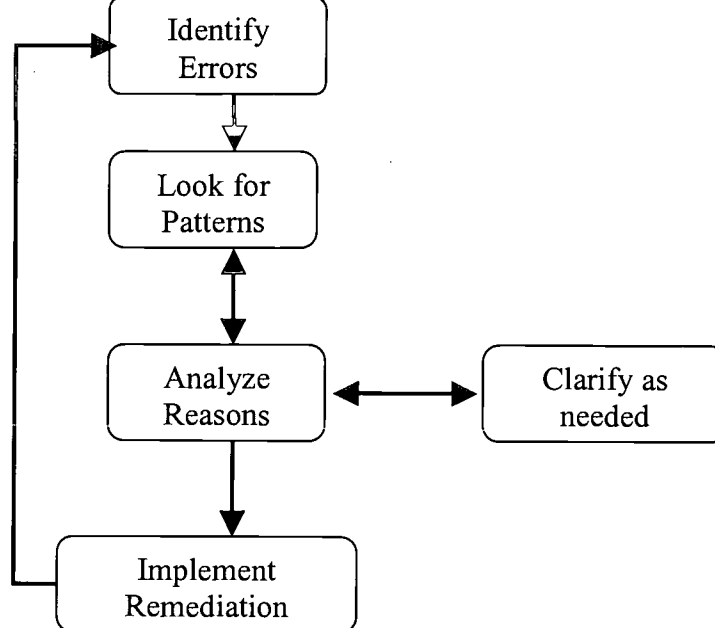 Identify
Errors
Look for
Patterns
Analyze
Reasons
Clarify as
needed
Implement
Remediation